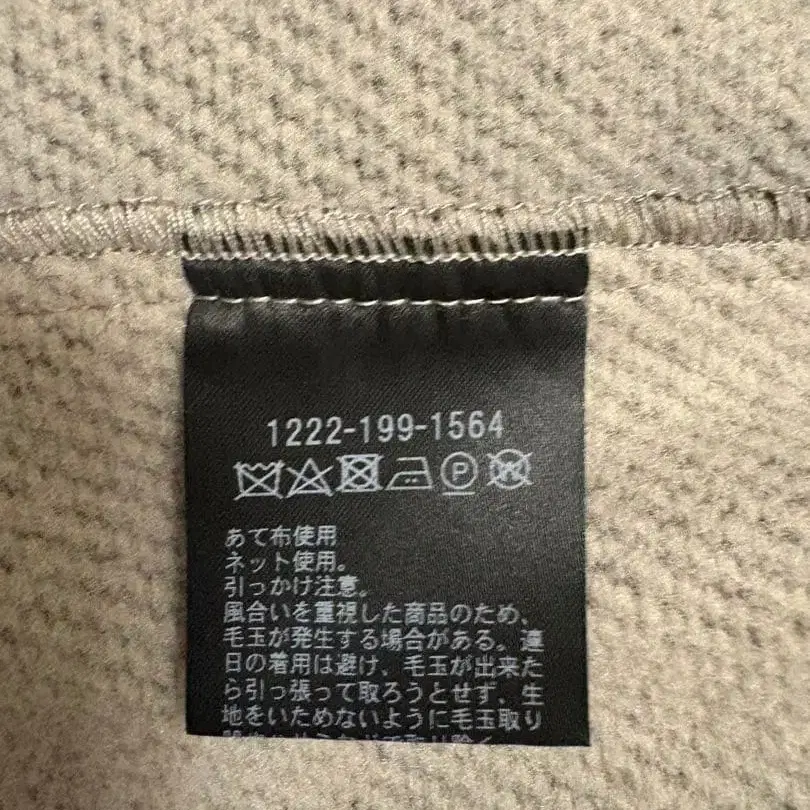 1222-199-1564
P
W
あて布使用
ネット使用。
引っかけ注意。
風合いを重視した商品のため、
毛玉が発生する場合がある。連
日の着用は避け、毛玉が出来た
ら引っ張って取ろうとせず、生
地をいためないように毛玉取り